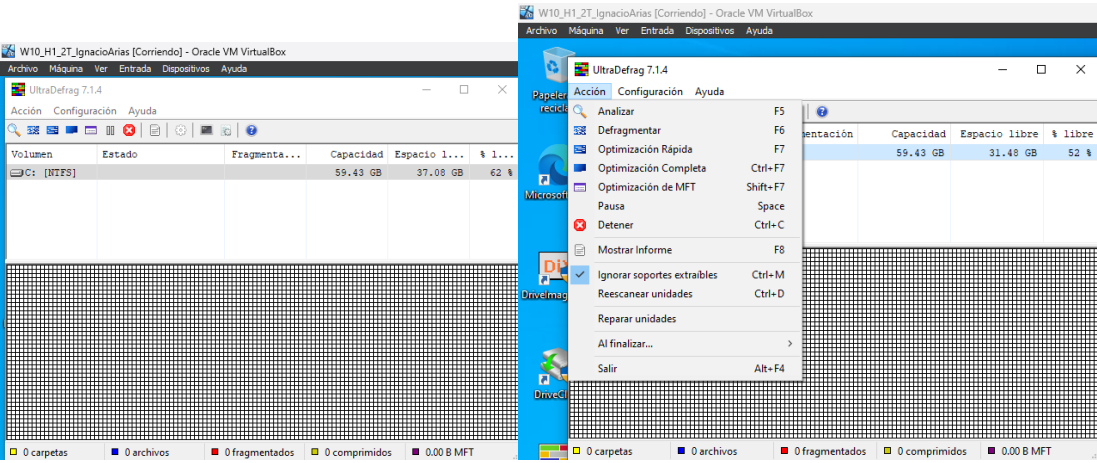 W10_H1_2T_IgnacioArias [Corriendo] - Oracle VM VirtualBox
Archivo Máquina Ver Entrada Dispositivos Ayuda
UltraDefrag 7.1.4
Acción Configuración Ayuda
Volumen Estado Fragmenta... Capacidad Espacio l... % l...
C: [NTFS] 59.43 GB 37.08 GB 62 %
0 carpetas 0 archivos 0 fragmentados 0 comprimidos 0.00 B MFT
W10_H1_2T_IgnacioArias [Corriendo] - Oracle VM VirtualBox
Archivo Máquina Ver Entrada Dispositivos Ayuda
Papeler
recicla
Microsoft
DriveImag
DriveCl
UltraDefrag 7.1.4
Acción Configuración Ayuda
Analizar F5
Defragmentar F6
Optimización Rápida F7
Optimización Completa Ctrl+F7
Optimización de MFT Shift+F7
Pausa Space
Detener Ctrl+C
Mostrar Informe F8
Ignorar soportes extraíbles Ctrl+M
Reescanear unidades Ctrl+D
Reparar unidades
Al finalizar...
Salir Alt+F4
mentación Capacidad Espacio libre % libre
59.43 GB 31.48 GB 52 %
0 carpetas 0 archivos 0 fragmentados 0 comprimidos 0.00 B MFT